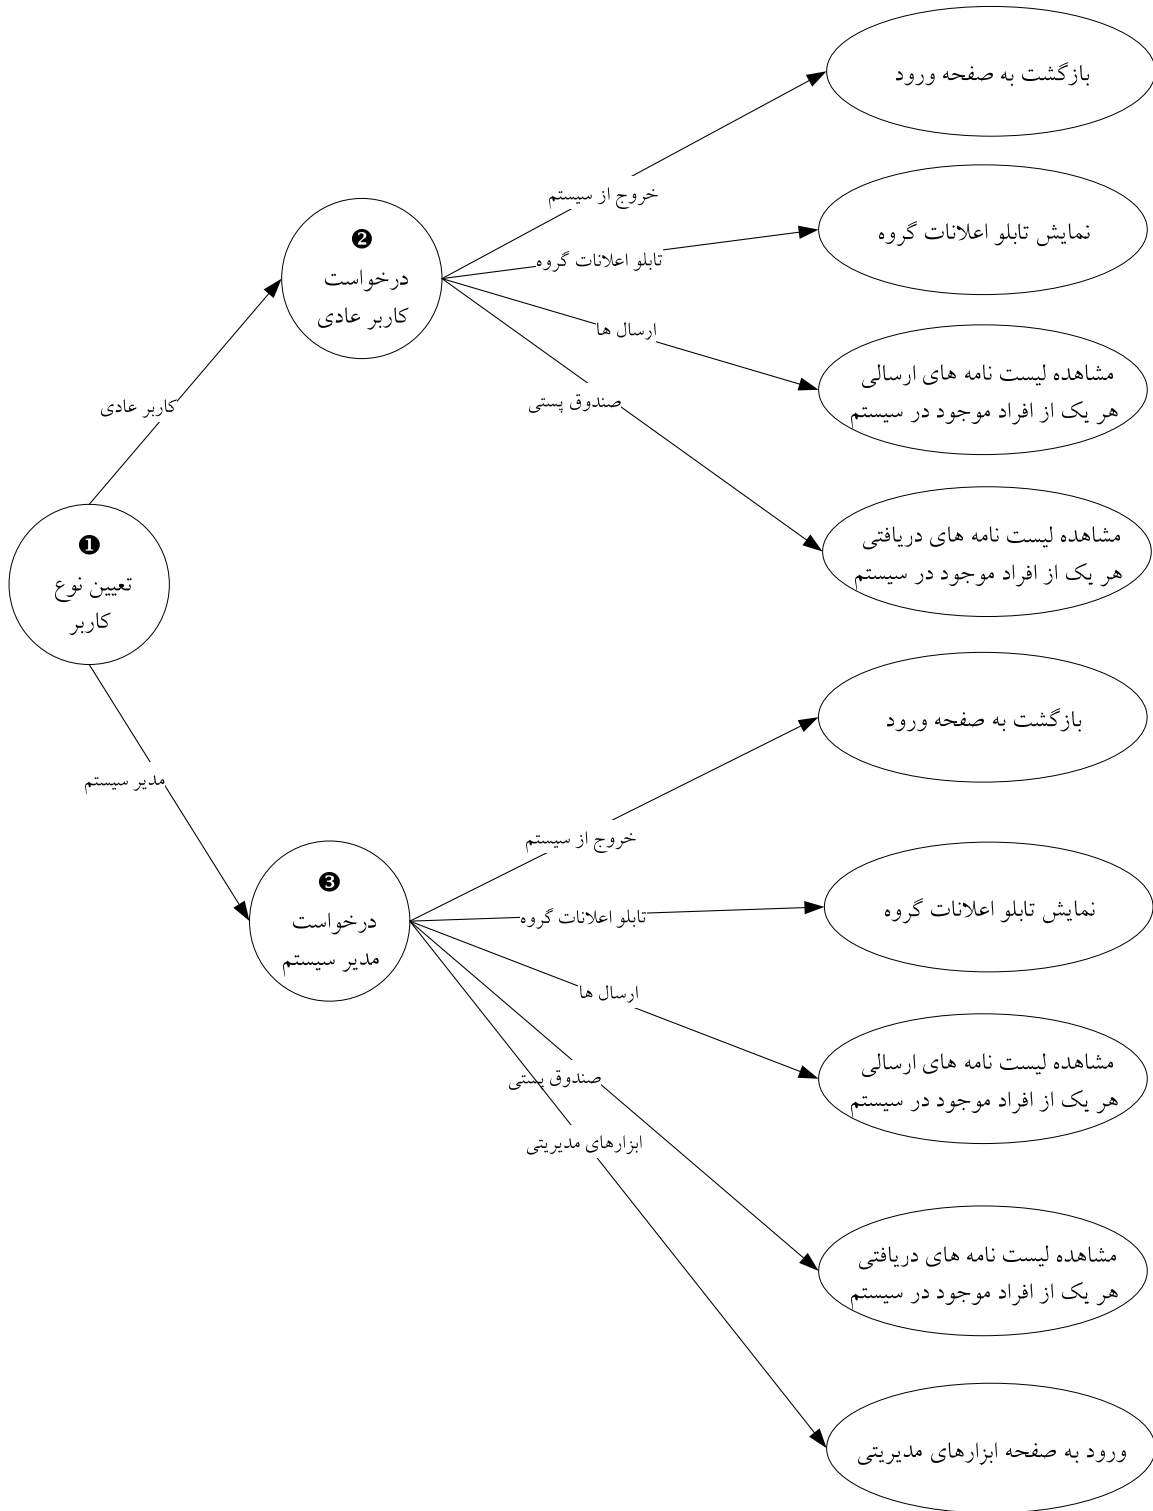 بازگشت به صفحه ورود
خروج از سیستم
نمایش تابلو اعلانات گروه
❷
درخواست
کاربر عادی
تابلو اعلانات گروه
ارسال ها
مشاهده لیست نامه های ارسالی
هر یک از افراد موجود در سیستم
صندوق پستی
کاربر عادی
مشاهده لیست نامه های دریافتی
هر یک از افراد موجود در سیستم
❶
تعیین نوع
کاربر
بازگشت به صفحه ورود
مدیر سیستم
خروج از سیستم
❸
درخواست
مدیر سیستم
تابلو اعلانات گروه
نمایش تابلو اعلانات گروه
ارسال ها
مشاهده لیست نامه های ارسالی
هر یک از افراد موجود در سیستم
صندوق پستی
ابزارهای مدیریتی
مشاهده لیست نامه های دریافتی
هر یک از افراد موجود در سیستم
ورود به صفحه ابزارهای مدیریتی